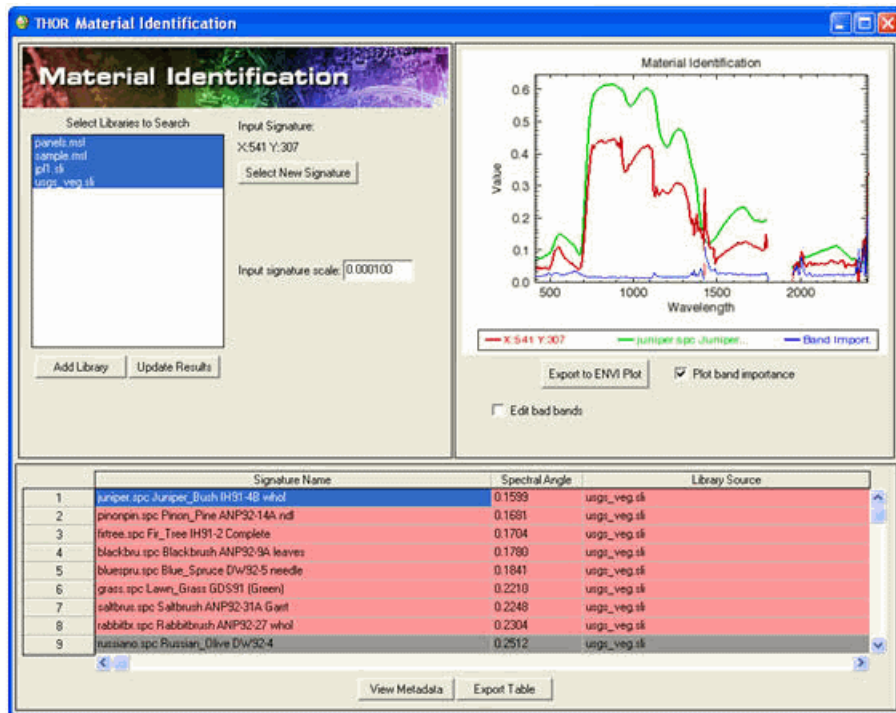 THOR Material Identification
Material Identification
Select Libraries to Search
panels.msl
sample.msl
jpl1.sli
usgs_veg.sli
Input Signature:
X:541 Y:307
Select New Signature
Input signature scale: 0.000100
Add Library
Update Results
Material Identification
Value
0.6
0.5
0.4
0.3
0.2
0.1
0.0
500
1000
1500
2000
Wavelength
X:541 Y:307
juniper.spc Juniper...
Band Import.
Export to ENVI Plot
Plot band importance
Edit bad bands
Signature Name Spectral Angle Library Source
1 juniper.spc Juniper_Bush IH91-4B whol 0.1599 usgs_veg.sli
2 pinonpin.spc Pinon_Pine ANP92-14A ndl 0.1681 usgs_veg.sli
3 firtree.spc Fir_Tree IH91-2 Complete 0.1704 usgs_veg.sli
4 blackbru.spc Blackbrush ANP92-9A leaves 0.1780 usgs_veg.sli
5 bluespru.spc Blue_Spruce DW92-5 needle 0.1841 usgs_veg.sli
6 grass.spc Lawn_Grass GDS91 (Green) 0.2210 usgs_veg.sli
7 saltbrus.spc Saltbrush ANP92-31A Gant 0.2248 usgs_veg.sli
8 rabbitbx.spc Rabbitbrush ANP92-27 whol 0.2304 usgs_veg.sli
9 russiano.spc Russian_Olive DW92-4 0.2512 usgs_veg.sli
View Metadata
Export Table